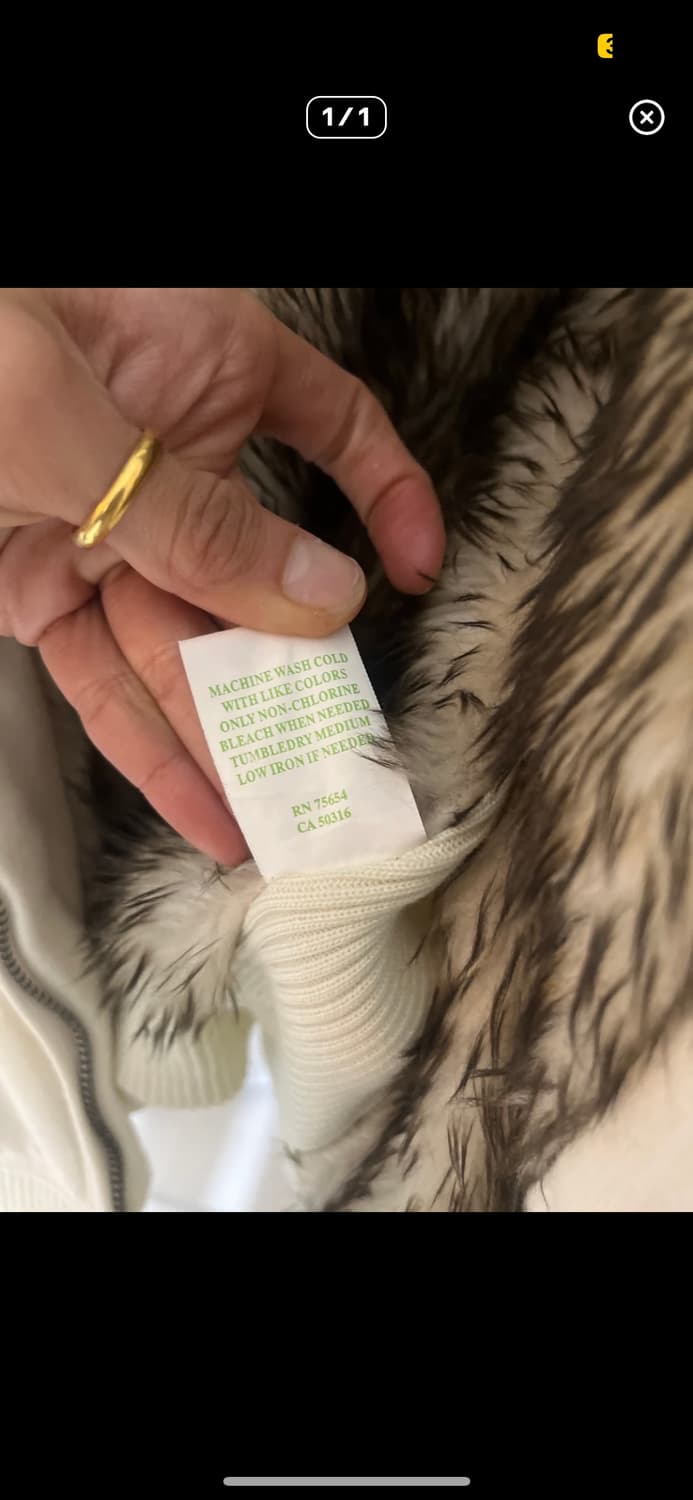 1/1
MACHINE WASH COLD
WITH LIKE COLORS
ONLY NON-CHLORINE
BLEACH WHEN NEEDED
TUMBLEDRY MEDIUM
LOW IRON IF NEEDED
RN 75654
CA 50316